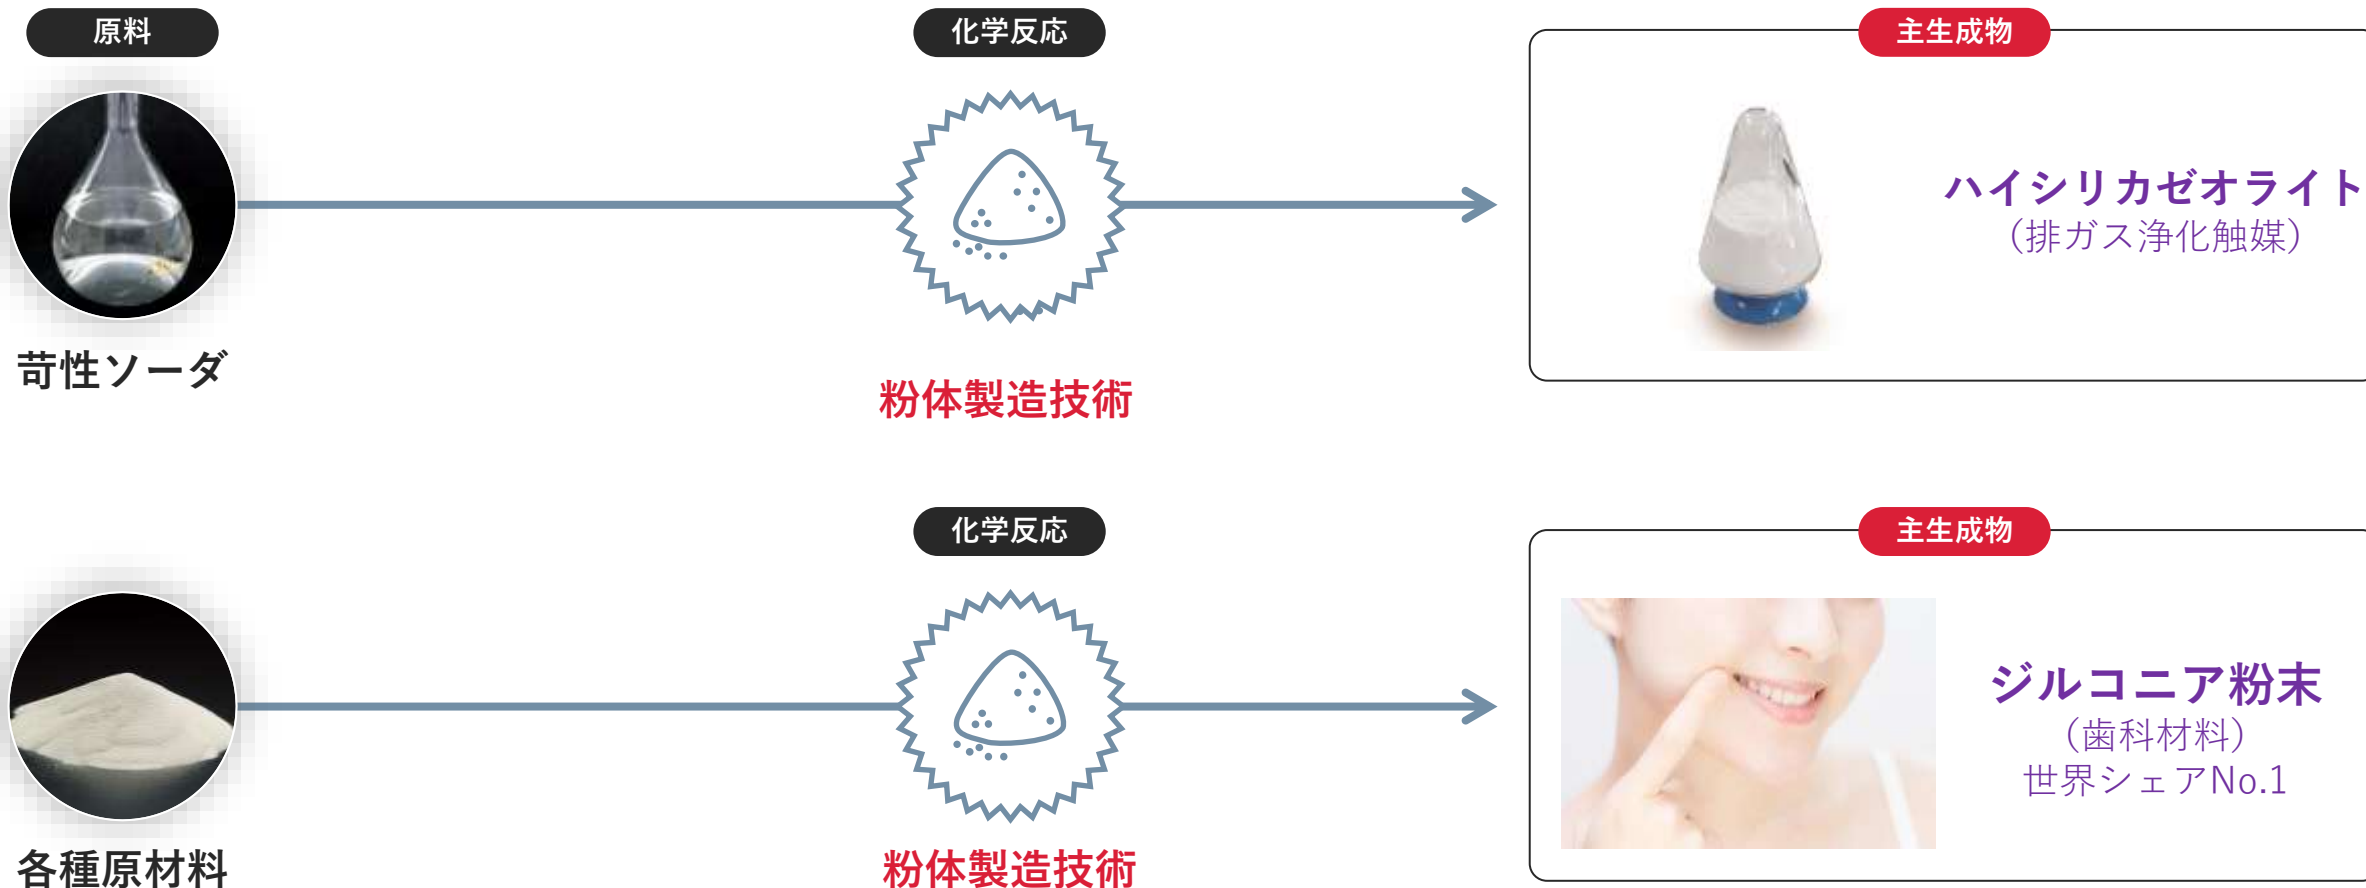 原料
化学反応
主生成物
苛性ソーダ
粉体製造技術
ハイシリカゼオライト
（排ガス浄化触媒）
化学反応
主生成物
各種原材料
粉体製造技術
ジルコニア粉末
（歯科材料）
世界シェアNo.1